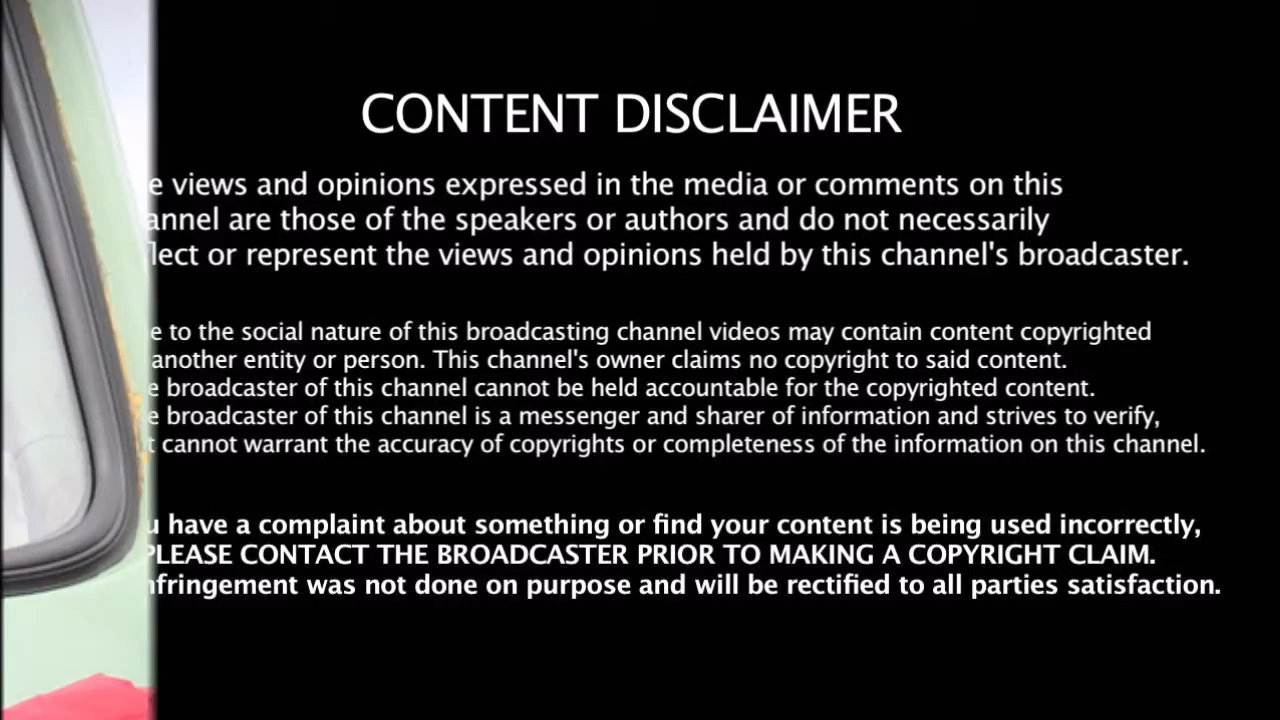 CONTENT DISCLAIMER
e views and opinions expressed in the media or comments on this
annel are those of the speakers or authors and do not necessarily
lect or represent the views and opinions held by this channel's broadcaster.
e to the social nature of this broadcasting channel videos may contain content copyrighted
another entity or person. This channel's owner claims no copyright to said content.
e broadcaster of this channel cannot be held accountable for the copyrighted content.
e broadcaster of this channel is a messenger and sharer of information and strives to verify,
t cannot warrant the accuracy of copyrights or completeness of the information on this channel.
u have a complaint about something or find your content is being used incorrectly,
PLEASE CONTACT THE BROADCASTER PRIOR TO MAKING A COPYRIGHT CLAIM.
nfringement was not done on purpose and will be rectified to all parties satisfaction.